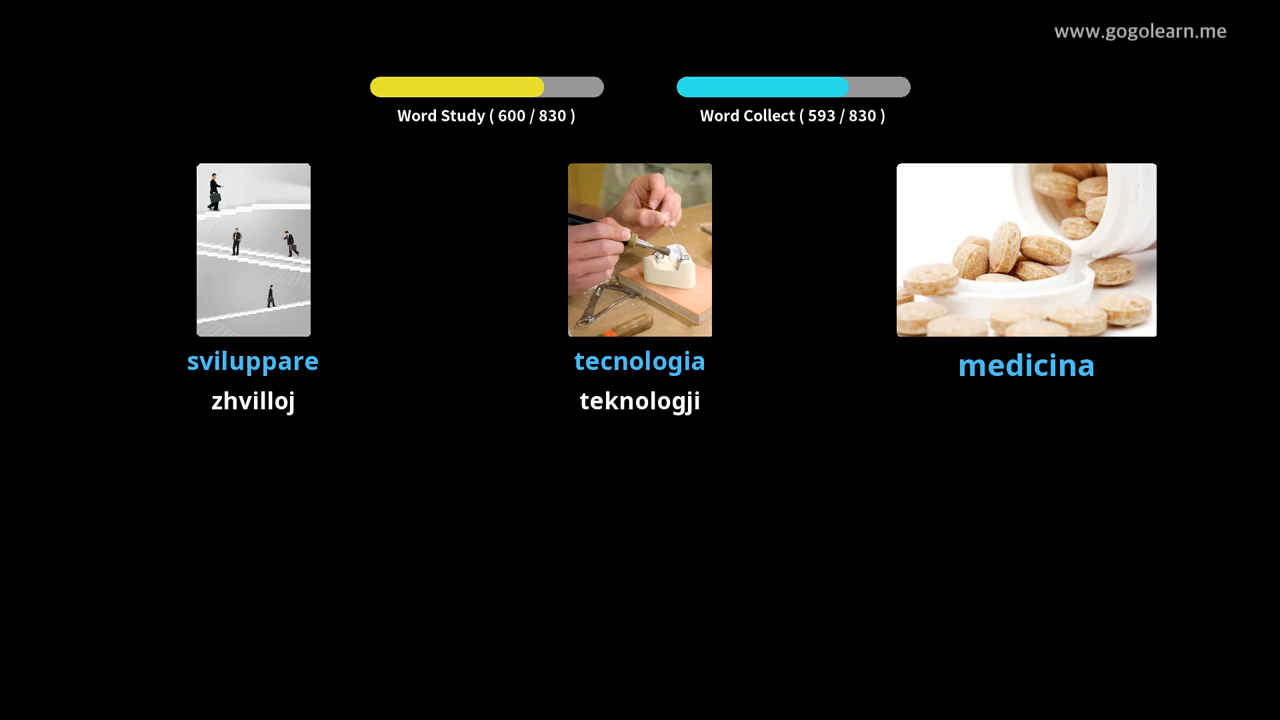 www.gogolearn.me
Word Study ( 600 / 830 )
Word Collect ( 593 / 830 )
sviluppare
zhvilloj
tecnologia
teknologji
medicina